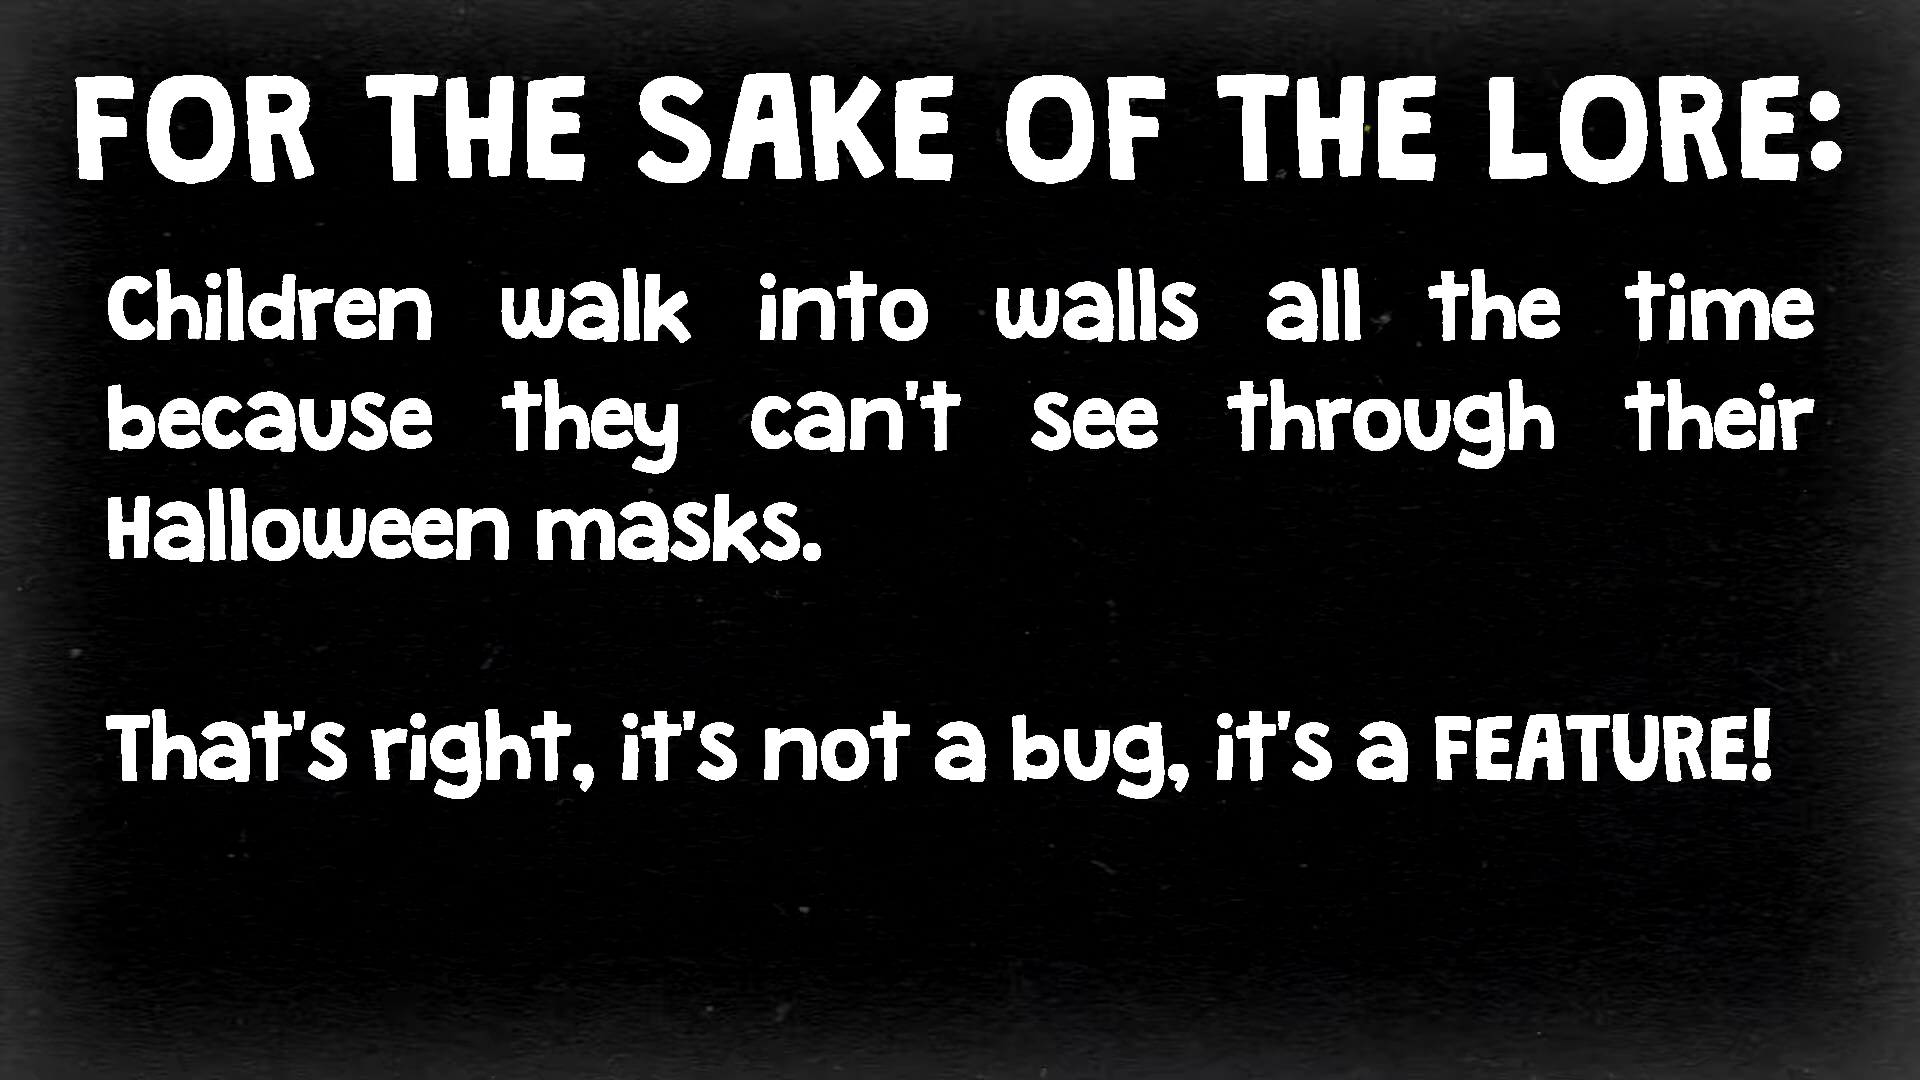 FOR THE SAKE OF THE LORE:
Children walk into walls all the time
because they can't see through their
Halloween masks.
That's right, it's not a bug, it's a FEATURE!